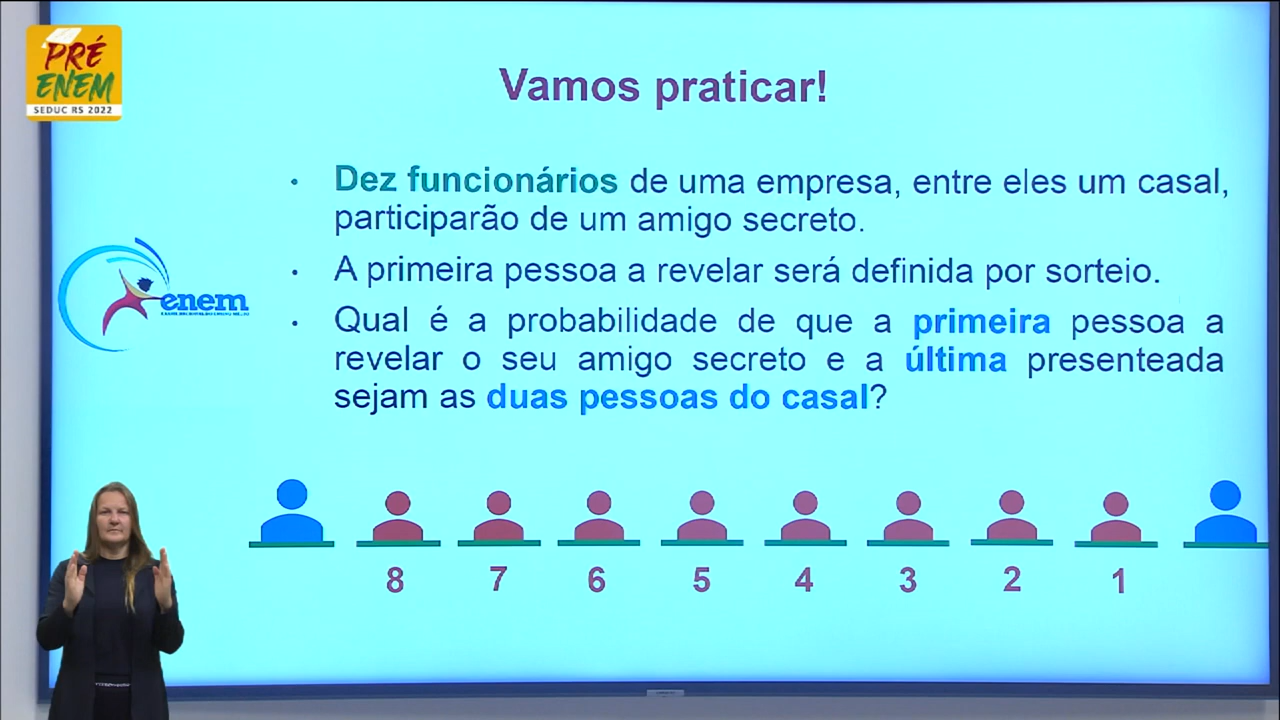 PRÉ
ENEM
SEDUC RS 2022
Vamos praticar!
• Dez funcionários de uma empresa, entre eles um casal,
participarão de um amigo secreto.
• A primeira pessoa a revelar será definida por sorteio.
• Qual é a probabilidade de que a primeira pessoa a
revelar o seu amigo secreto e a última presenteada
sejam as duas pessoas do casal?
enem
8 7 6 5 4 3 2 1